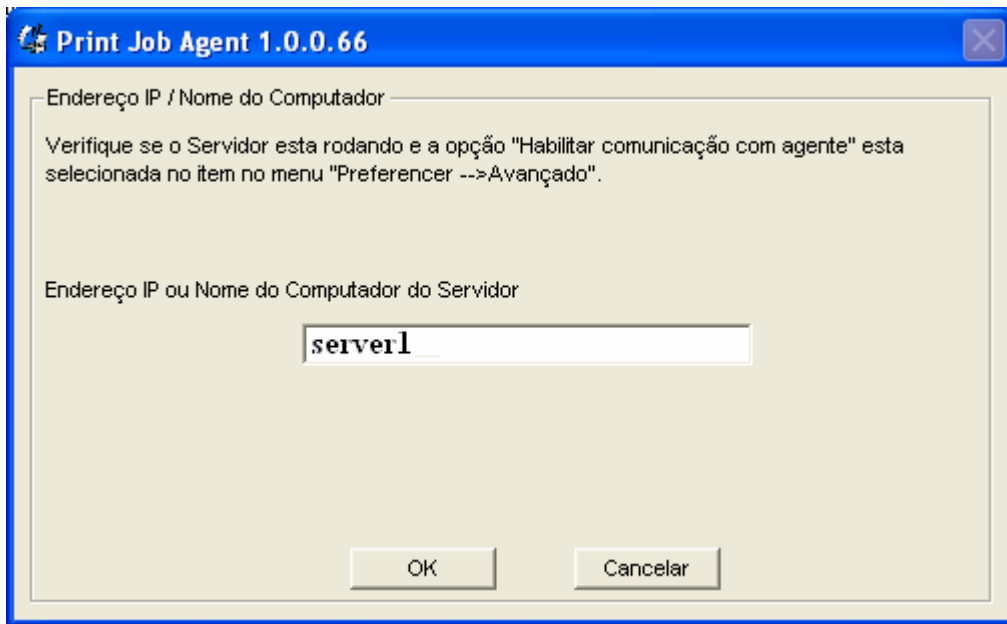 Print Job Agent 1.0.0.66
Endereço IP / Nome do Computador
Verifique se o Servidor esta rodando e a opção "Habilitar comunicação com agente" esta
selecionada no item no menu "Preferencer -->Avançado".
Endereço IP ou Nome do Computador do Servidor
server1
OK
Cancelar